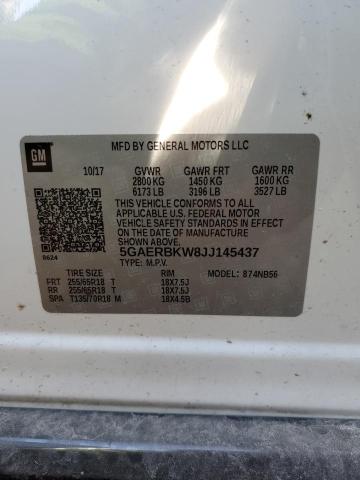 GM
MFD BY GENERAL MOTORS LLC
10/17 GVWR GAWR FRT GAWR RR
2800 KG 1450 KG 1600 KG
6173 LB 3196 LB 3527 LB
THIS VEHICLE CONFORMS TO ALL
APPLICABLE U.S. FEDERAL MOTOR
VEHICLE SAFETY STANDARDS IN
EFFECT ON THE DATE OF
MANUFACTURE SHOWN ABOVE.
5GAERBKW8JJ145437
8624 TYPE: M.P.V.
TIRE SIZE RIM MODEL: 874NB56
FRT 255/65R18 T 18X7.5J
RR 255/65R18 T 18X7.5J
SPA T135/70R18 M 18X4.5B